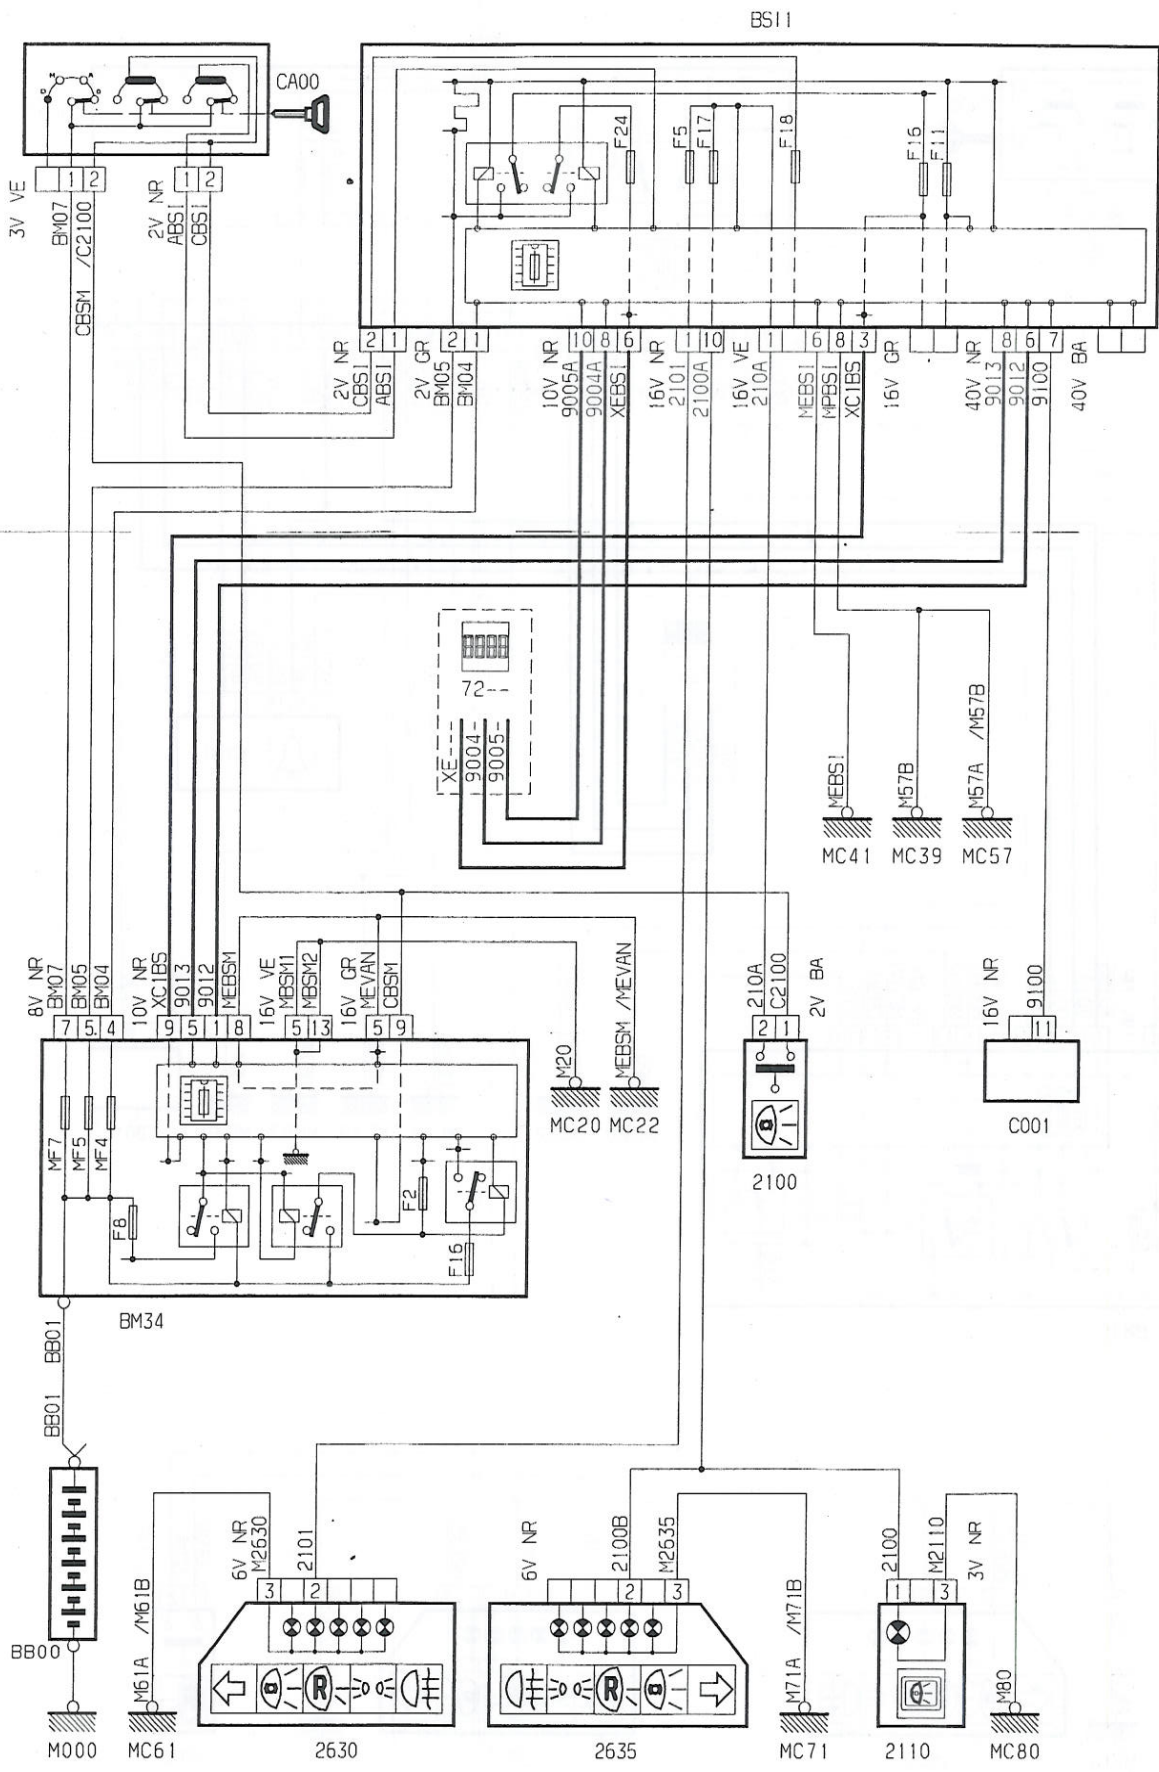 BSI1
CA00
3V VE
1
2
BM07
CBSM /C2100
2V NR
1
2
ABSI
CBSI
F24
F5
F17
F18
F16
F11
2V NR
2
1
CBSI
ABSI
2V GR
2
1
BM05
BM04
10V NR
10
8
6
9005A
9004A
XEBSI
16V NR
1
10
2101
2100A
16V VE
1
210A
6
8
3
MEBSI
MPBSI
XC1BS
16V GR
40V NR
8
6
7
9013
9012
9100
40V BA
72--
XE----
9004-
9005-
MEBSI
M57B
M57A /M57B
MC41
MC39
MC57
8V NR
BM07
BM05
BM04
7
5
4
10V NR
XC1BS
9013
9012
MEBSM
9
5
1
8
16V VE
MBSM1
MBSM2
5
13
16V GR
MEVAN
CBSM
5
9
M20
MEBSM /MEVAN
MC20
MC22
210A
C2100
2V BA
2
1
2100
16V NR
9100
11
C001
MF7
MF5
MF4
F8
F2
F16
BM34
BB01
BB01
BB00
M000
M61A /M61B
MC61
6V NR
M2630
2101
3
2
R
2630
6V NR
2100B
M2635
2
3
R
2635
M71A /M71B
MC71
2100
M2110
3V NR
1
3
2110
M80
MC80